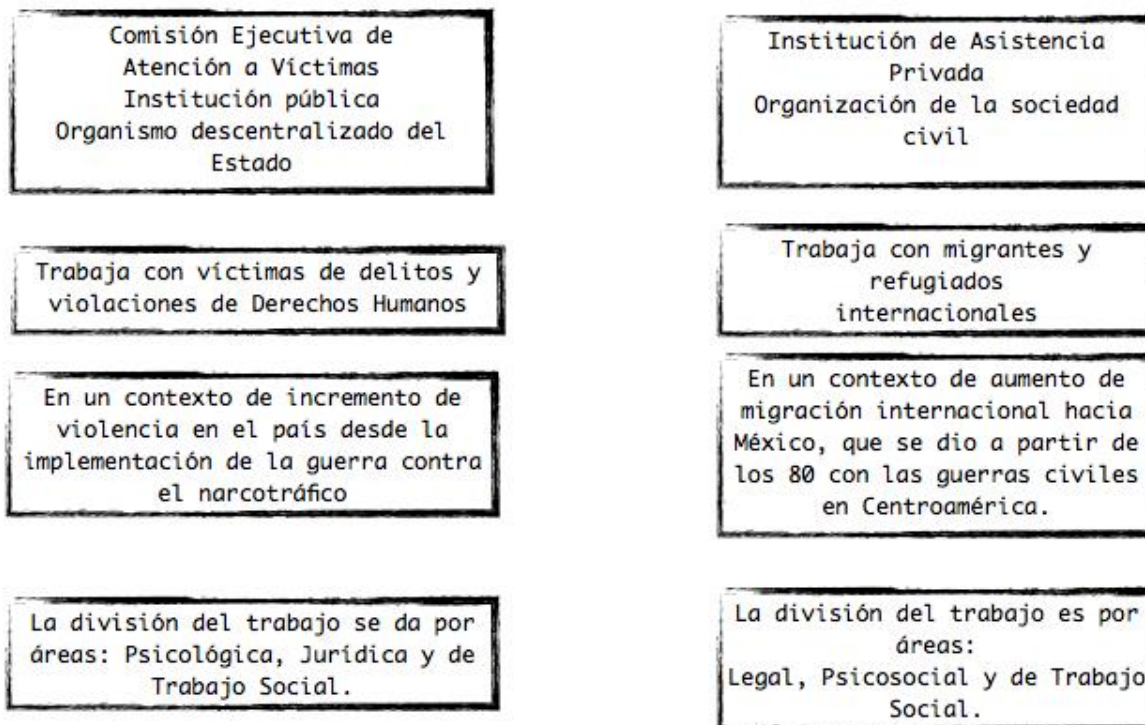 Comisión Ejecutiva de
Atención a Víctimas
Institución pública
Organismo descentralizado del
Estado
Trabaja con víctimas de delitos y
violaciones de Derechos Humanos
En un contexto de incremento de
violencia en el país desde la
implementación de la guerra contra
el narcotráfico
La división del trabajo se da por
áreas: Psicológica, Jurídica y de
Trabajo Social.
Institución de Asistencia
Privada
Organización de la sociedad
civil
Trabaja con migrantes y
refugiados
internacionales
En un contexto de aumento de
migración internacional hacia
México, que se dio a partir de
los 80 con las guerras civiles
en Centroamérica.
La división del trabajo es por
áreas:
Legal, Psicosocial y de Trabajo
Social.